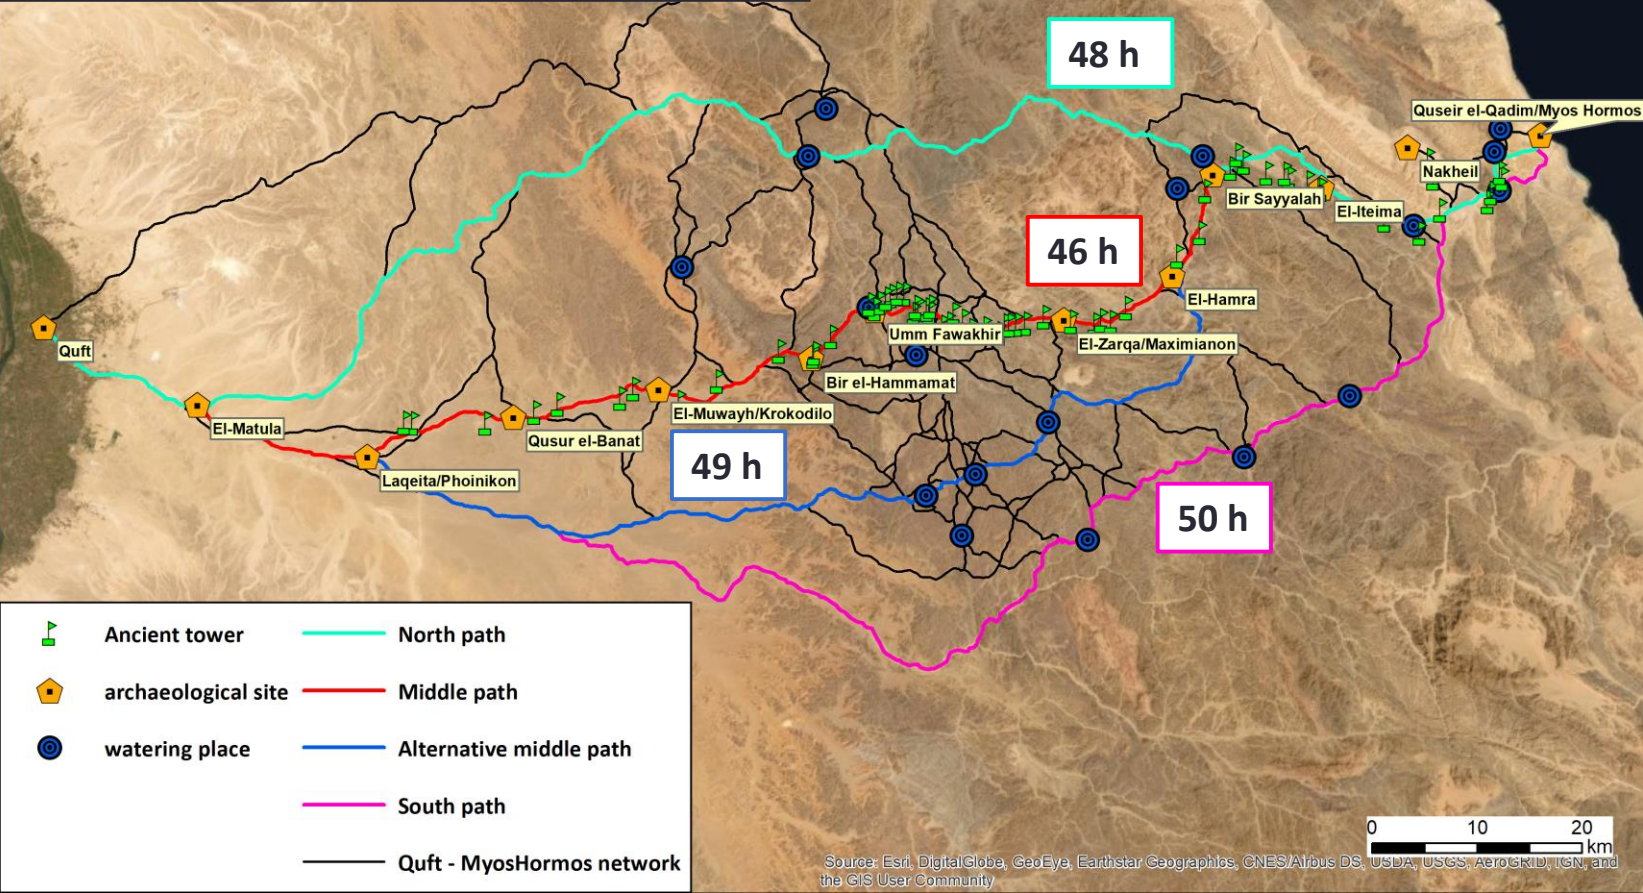 48 h
Quseir el-Qadim/Myos Hormos
Nakheil
Bir Sayyalah
El-Iteima
46 h
El-Hamra
Umm Fawakhir
El-Zarqa/Maximianon
Quft
Bir el-Hammamat
El-Muwayh/Krokodilo
El-Matula
Qusur el-Banat
49 h
Laqeita/Phoinikon
50 h
Ancient tower
North path
archaeological site
Middle path
watering place
Alternative middle path
South path
Quft - MyosHormos network
0 10 20
km
Source: Esri, DigitalGlobe, GeoEye, Earthstar Geographics, CNES/Airbus DS, USDA, USGS, AeroGRID, IGN, and
the GIS User Community